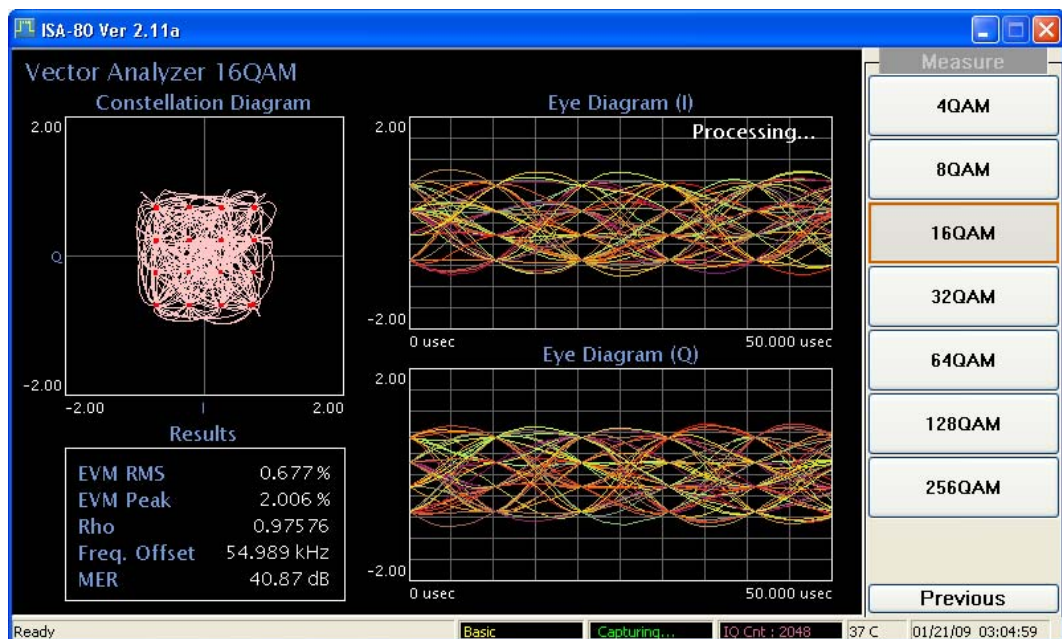 ISA-80 Ver 2.11a
Vector Analyzer 16QAM
Constellation Diagram
2.00
Q
-2.00
-2.00 I 2.00
Eye Diagram (I)
2.00
Processing...
-2.00
0 usec 50.000 usec
Eye Diagram (Q)
2.00
-2.00
0 usec 50.000 usec
Results
EVM RMS 0.677%
EVM Peak 2.006%
Rho 0.97576
Freq. Offset 54.989 kHz
MER 40.87 dB
Measure
4QAM
8QAM
16QAM
32QAM
64QAM
128QAM
256QAM
Previous
Ready Basic Capturing... IQ Cnt : 2048 37 C 01/21/09 03:04:59